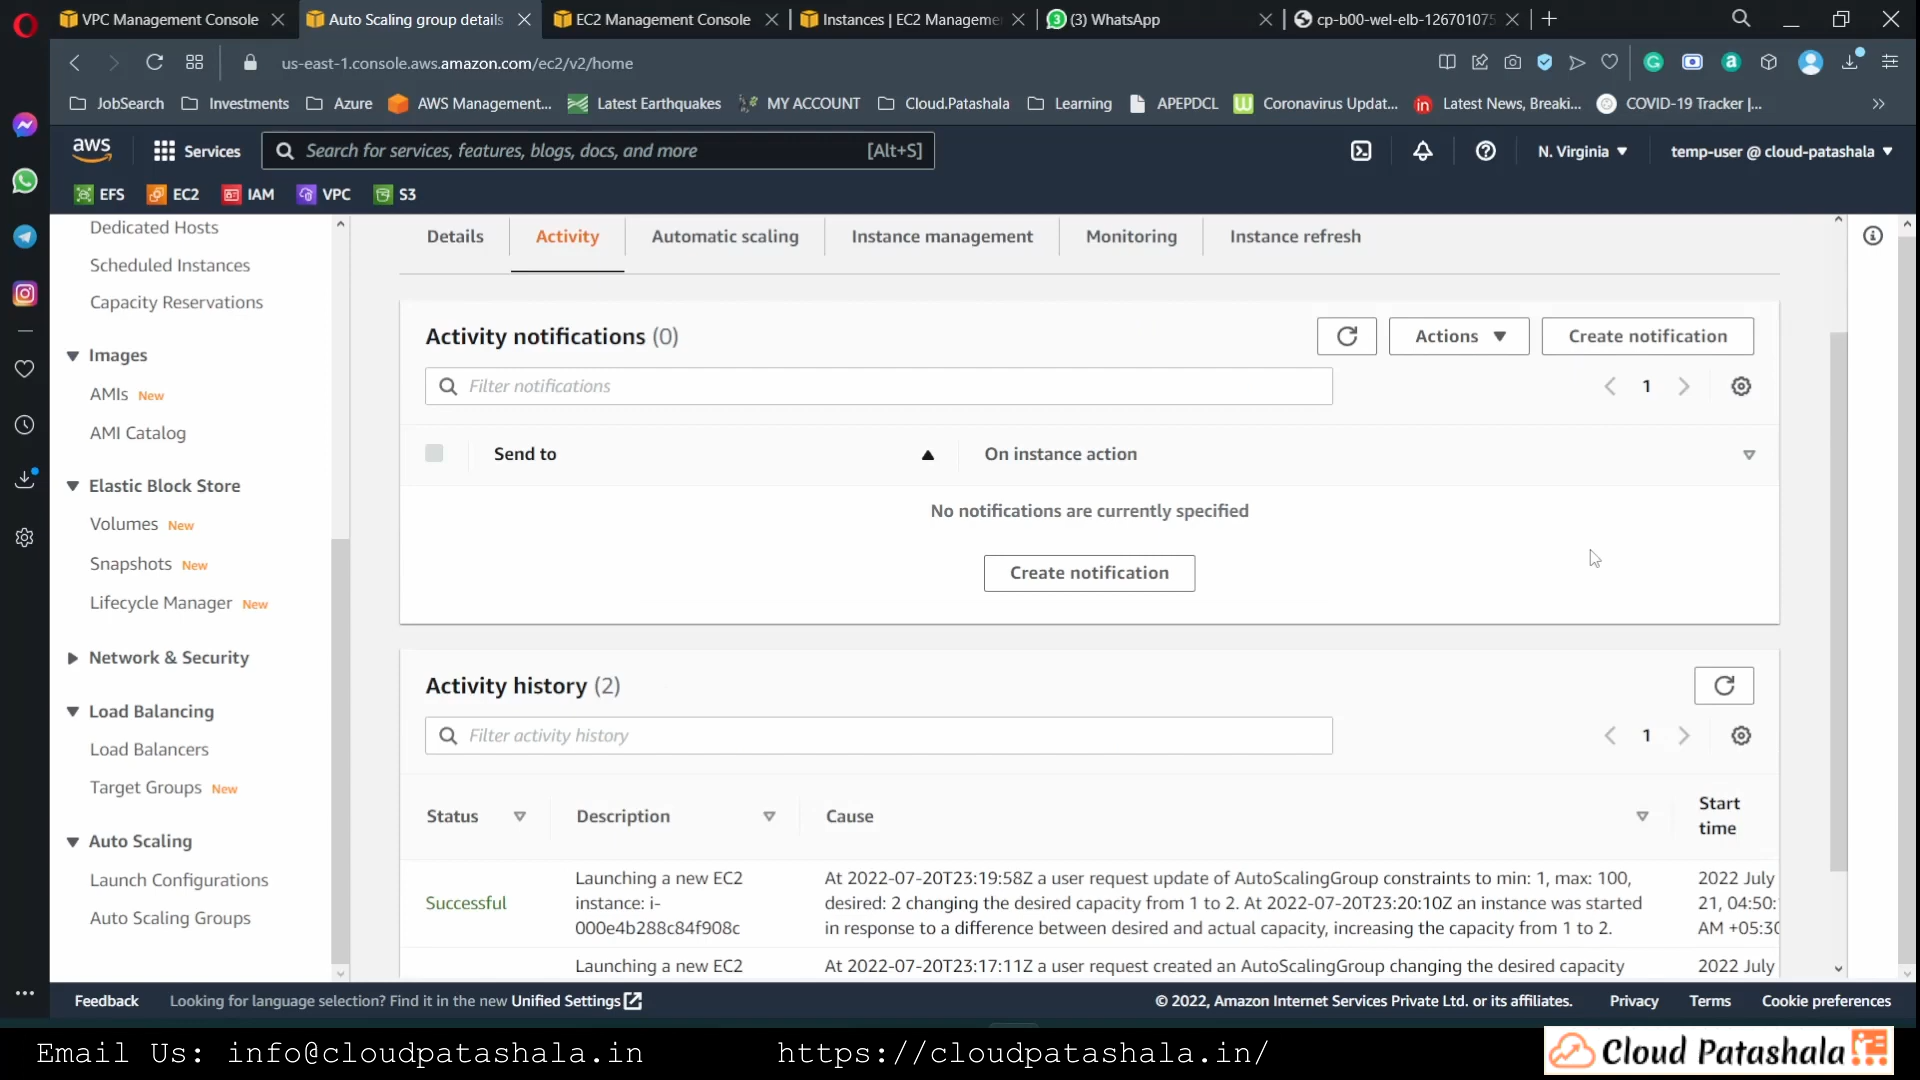 VPC Management Console
Auto Scaling group details
EC2 Management Console
Instances | EC2 Manageme
(3) WhatsApp
cp-b00-wel-elb-126701075
us-east-1.console.aws.amazon.com/ec2/v2/home
JobSearch
Investments
Azure
AWS Management...
Latest Earthquakes
MY ACCOUNT
Cloud.Patashala
Learning
APEPDCL
Coronavirus Updat...
Latest News, Breaki...
COVID-19 Tracker |...
aws
Services
Search for services, features, blogs, docs, and more
[Alt+S]
N. Virginia
temp-user @ cloud-patashala
EFS
EC2
IAM
VPC
S3
Dedicated Hosts
Scheduled Instances
Capacity Reservations
Images
AMIs New
AMI Catalog
Elastic Block Store
Volumes New
Snapshots New
Lifecycle Manager New
Network & Security
Load Balancing
Load Balancers
Target Groups New
Auto Scaling
Launch Configurations
Auto Scaling Groups
Details
Activity
Automatic scaling
Instance management
Monitoring
Instance refresh
Activity notifications (0)
Actions
Create notification
Filter notifications
1
Send to
On instance action
No notifications are currently specified
Create notification
Activity history (2)
Filter activity history
1
Status
Description
Cause
Start
time
Successful
Launching a new EC2
instance: i-
000e4b288c84f908c
At 2022-07-20T23:19:58Z a user request update of AutoScalingGroup constraints to min: 1, max: 100,
desired: 2 changing the desired capacity from 1 to 2. At 2022-07-20T23:20:10Z an instance was started
in response to a difference between desired and actual capacity, increasing the capacity from 1 to 2.
2022 July
21, 04:50:
AM +05:30
Launching a new EC2
At 2022-07-20T23:17:11Z a user request created an AutoScalingGroup changing the desired capacity
2022 July
Feedback
Looking for language selection? Find it in the new Unified Settings
© 2022, Amazon Internet Services Private Ltd. or its affiliates.
Privacy
Terms
Cookie preferences
Email Us: info@cloudpatashala.in
https://cloudpatashala.in/
Cloud Patashala